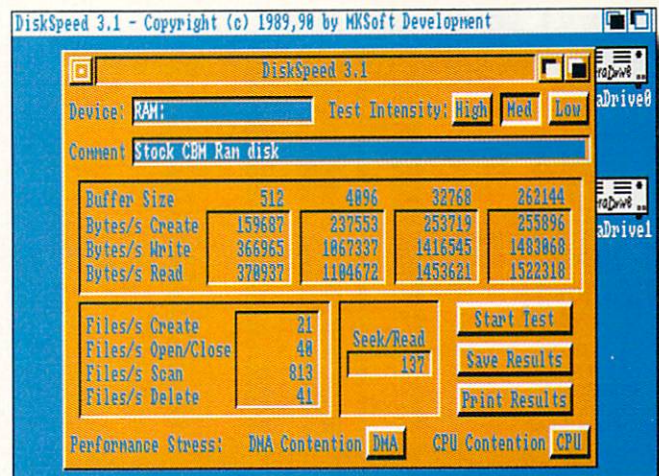 DiskSpeed 3.1 - Copyright (c) 1989,90 by MKSoft Development
DiskSpeed 3.1
Device: RAM: Test Intensity: High Med Low
aDrive0
Comment Stock CBM Ram disk
Buffer Size 512 4096 32768 262144
Bytes/s Create 159687 237553 253719 255896
Bytes/s Write 366965 1067337 1416545 1483068
Bytes/s Read 370937 1104672 1453621 1522318
aDrive1
Files/s Create 21
Files/s Open/Close 40
Files/s Scan 813
Files/s Delete 41
Seek/Read
137
Start Test
Save Results
Print Results
Performance Stress: DMA Contention DMA CPU Contention CPU